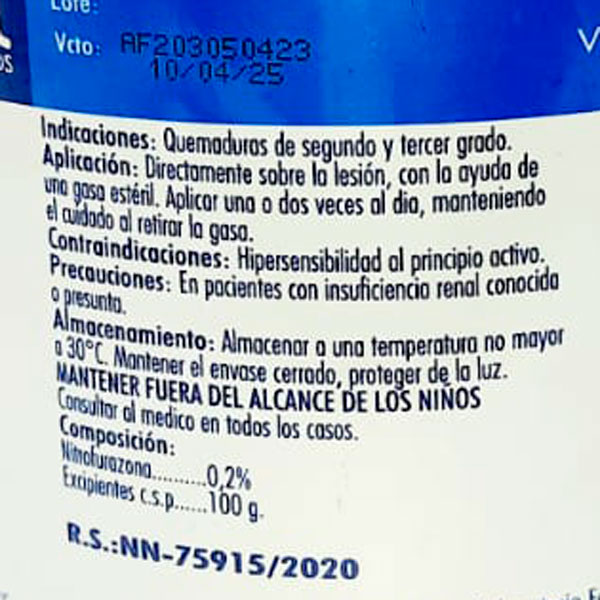 Lote:
Vcto: AF203050423
10/04/25
V
OS
Indicaciones: Quemaduras de segundo y tercer grado.
Aplicación: Directamente sobre la lesión, con la ayuda de
una gasa estéril. Aplicar una o dos veces al dia, manteniendo
el cuidado al retirar la gasa.
Contraindicaciones: Hipersensibilidad al principio activo.
Precauciones: En pacientes con insuficiencia renal conocida
o presunta.
Almacenamiento: Almacenar a una temperatura no mayor
a 30°C. Mantener el envase cerrado, proteger de la luz.
MANTENER FUERA DEL ALCANCE DE LOS NIÑOS
Consultar al medico en todos los casos.
Composición:
Nitrofurazona..........0,2%
Excipientes c.s.p......100 g.
R.S.:NN-75915/2020